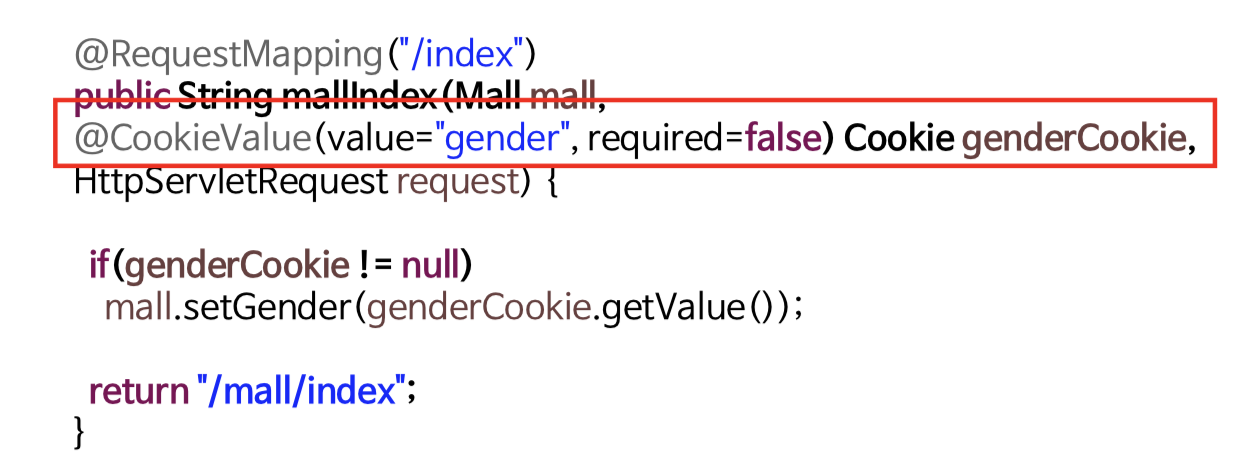 @RequestMapping("/index")
public String mallIndex(Mall mall,
@CookieValue(value="gender", required=false) Cookie genderCookie,
HttpServletRequest request) {
if(genderCookie != null)
mall.setGender(genderCookie.getValue());
return "/mall/index";
}